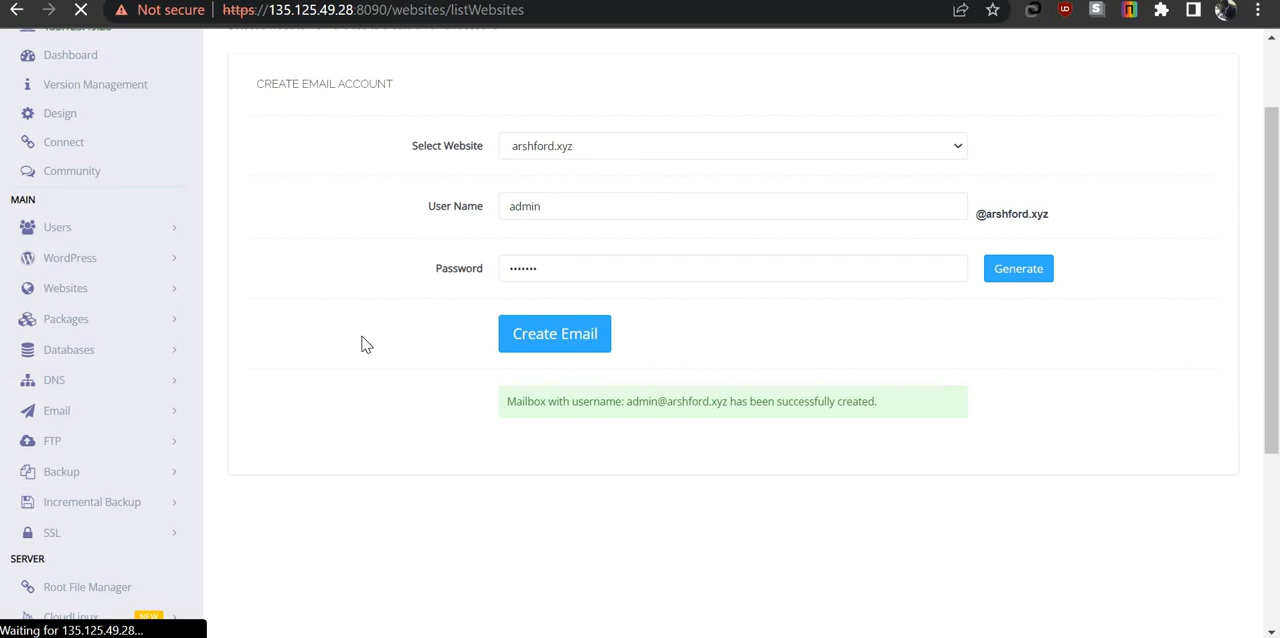 Not secure https://135.125.49.28:8090/websites/listWebsites
Dashboard
Version Management
Design
Connect
Community
MAIN
Users
WordPress
Websites
Packages
Databases
DNS
Email
FTP
Backup
Incremental Backup
SSL
SERVER
Root File Manager
CloudLinux NEW
Waiting for 135.125.49.28...
CREATE EMAIL ACCOUNT
Select Website arshford.xyz
User Name admin @arshford.xyz
Password ••••••• Generate
Create Email
Mailbox with username: admin@arshford.xyz has been successfully created.